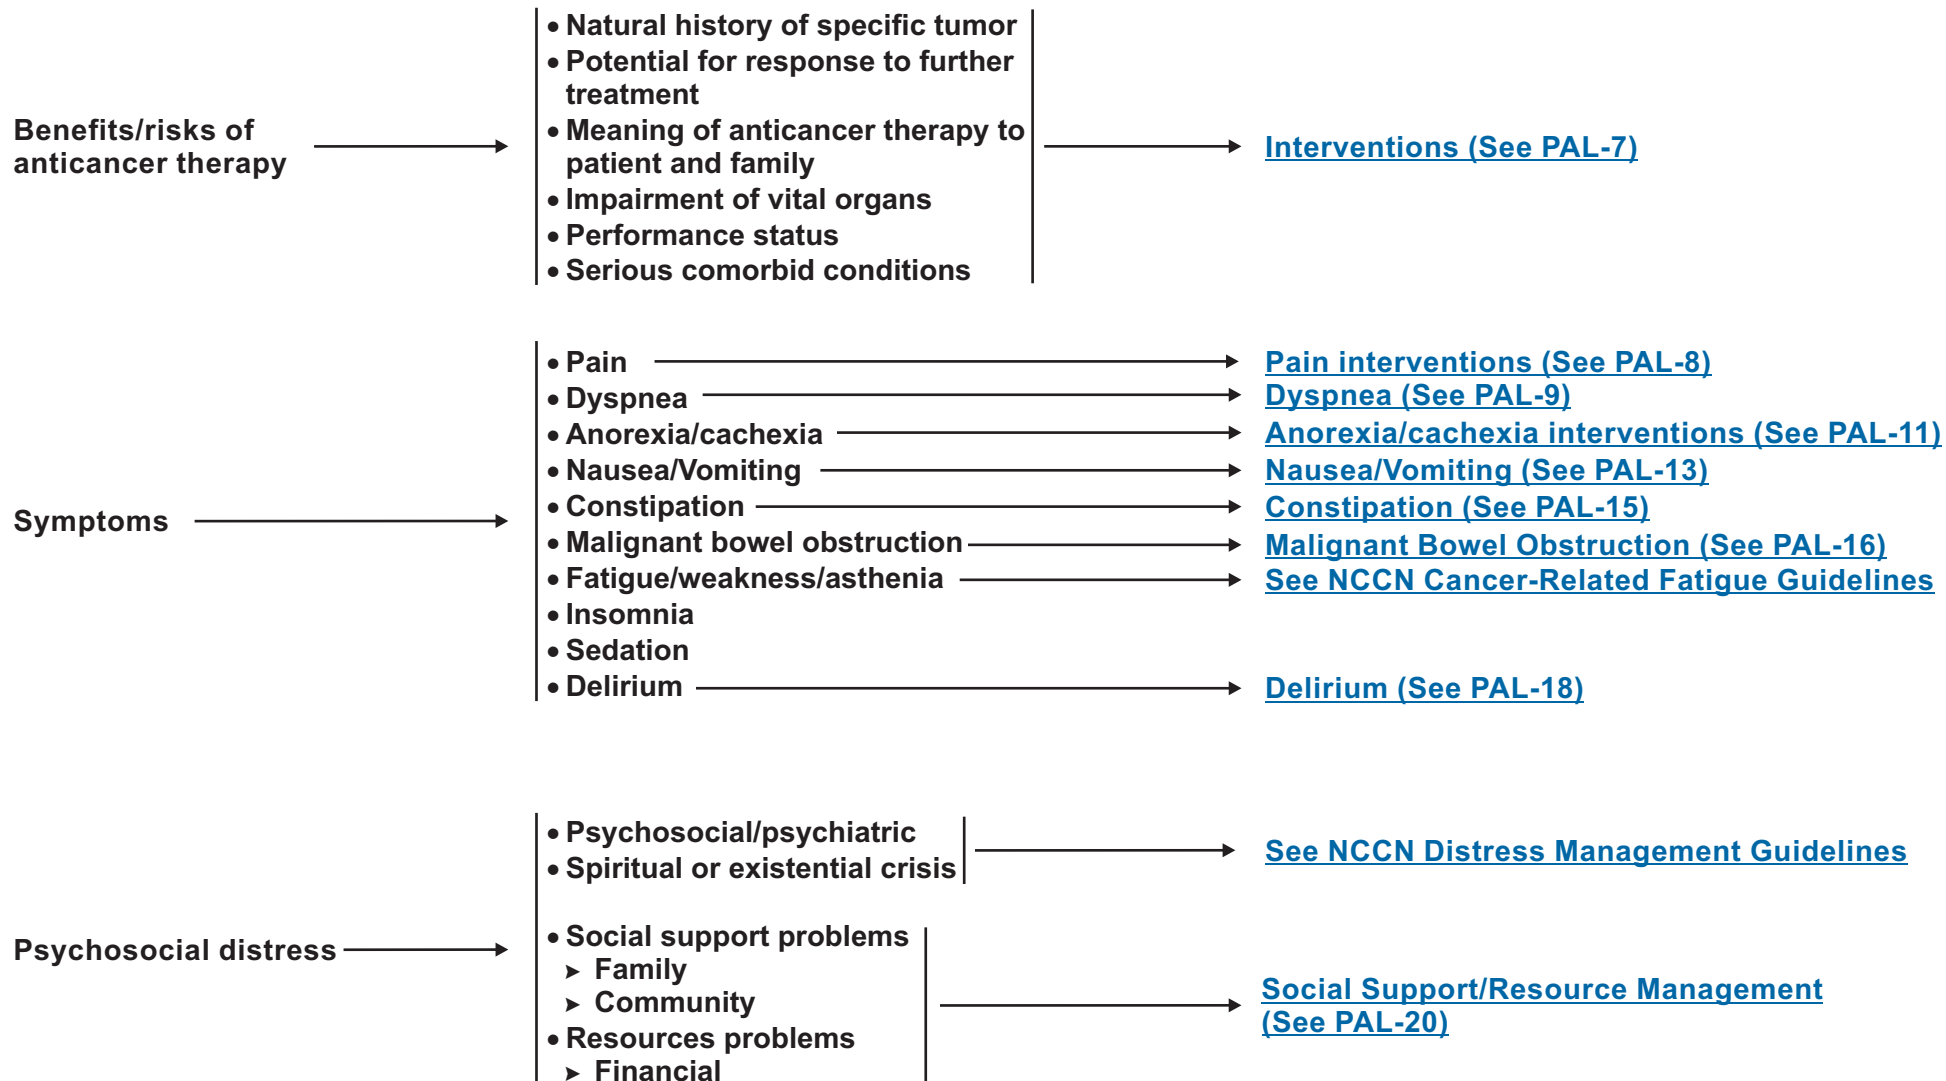 Benefits/risks of
anticancer therapy
• Natural history of specific tumor
• Potential for response to further
treatment
• Meaning of anticancer therapy to
patient and family
• Impairment of vital organs
• Performance status
• Serious comorbid conditions
Interventions (See PAL-7)
Symptoms
• Pain
• Dyspnea
• Anorexia/cachexia
• Nausea/Vomiting
• Constipation
• Malignant bowel obstruction
• Fatigue/weakness/asthenia
• Insomnia
• Sedation
• Delirium
Pain interventions (See PAL-8)
Dyspnea (See PAL-9)
Anorexia/cachexia interventions (See PAL-11)
Nausea/Vomiting (See PAL-13)
Constipation (See PAL-15)
Malignant Bowel Obstruction (See PAL-16)
See NCCN Cancer-Related Fatigue Guidelines
Delirium (See PAL-18)
Psychosocial distress
• Psychosocial/psychiatric
• Spiritual or existential crisis
See NCCN Distress Management Guidelines
• Social support problems
➤ Family
➤ Community
• Resources problems
➤ Financial
Social Support/Resource Management
(See PAL-20)